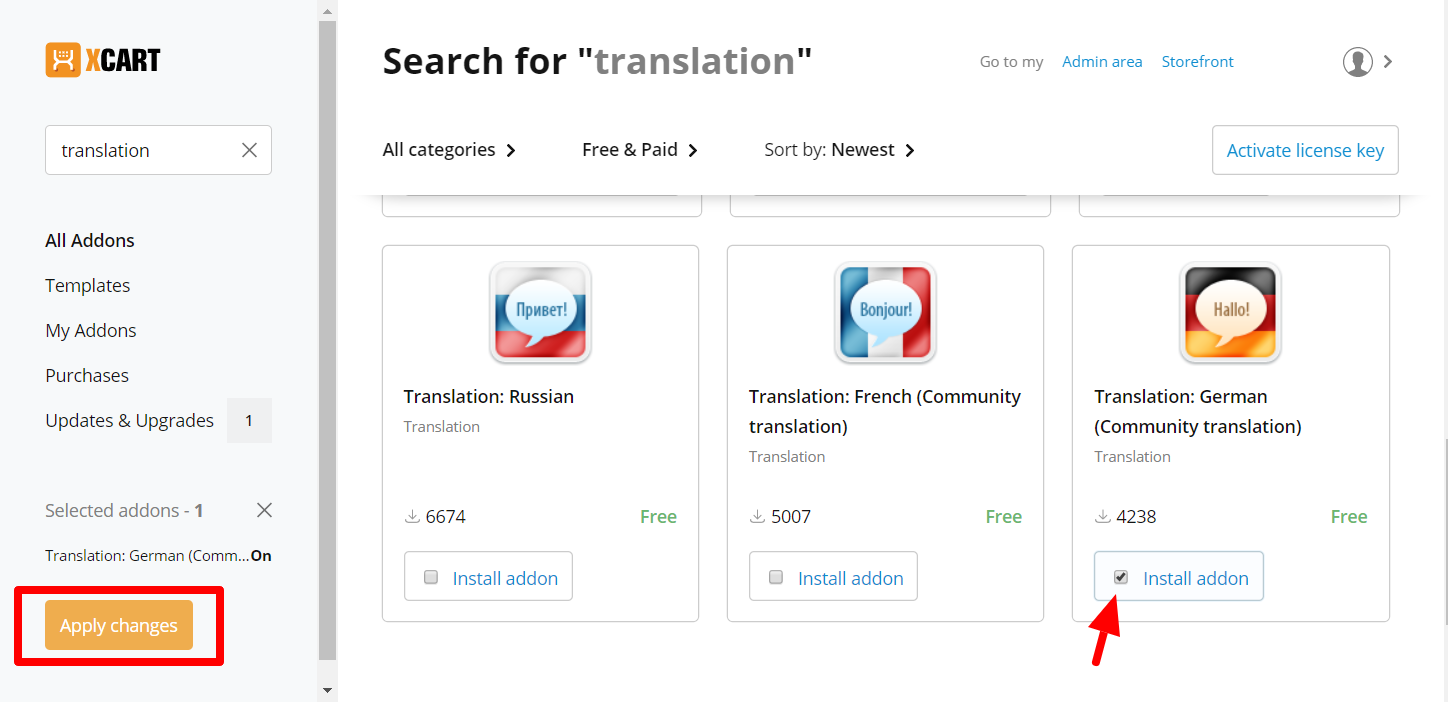 XCART
translation
All Addons
Templates
My Addons
Purchases
Updates & Upgrades 1
Selected addons - 1
Translation: German (Comm...On
Apply changes
Search for "translation"
Go to my Admin area Storefront
All categories Free & Paid Sort by: Newest Activate license key
Привет!
Translation: Russian
Translation
6674 Free
Install addon
Bonjour!
Translation: French (Community
translation)
Translation
5007 Free
Install addon
Hallo!
Translation: German
(Community translation)
Translation
4238 Free
Install addon